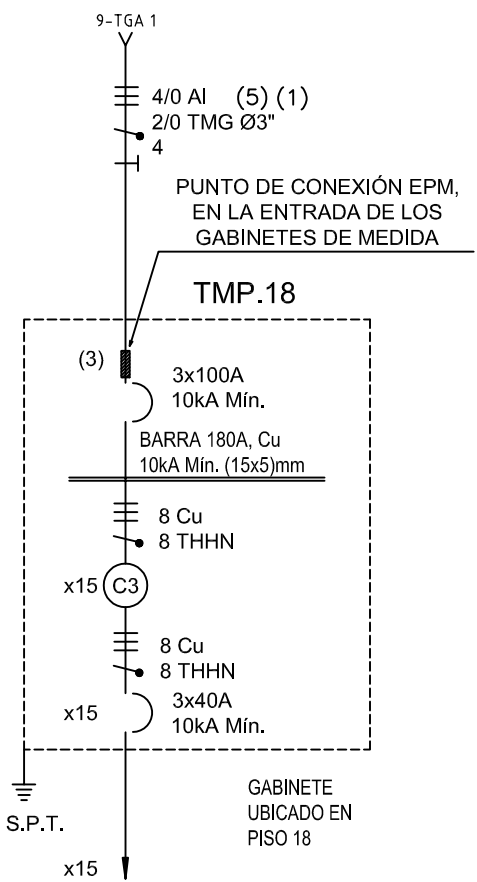 9-TGA 1
4/0 Al (5) (1)
2/0 TMG Ø3"
4
PUNTO DE CONEXIÓN EPM,
EN LA ENTRADA DE LOS
GABINETES DE MEDIDA
TMP.18
(3)
3x100A
10kA Mín.
BARRA 180A, Cu
10kA Mín. (15x5)mm
8 Cu
8 THHN
x15 C3
8 Cu
8 THHN
x15 3x40A
10kA Mín.
S.P.T.
GABINETE
UBICADO EN
PISO 18
x15